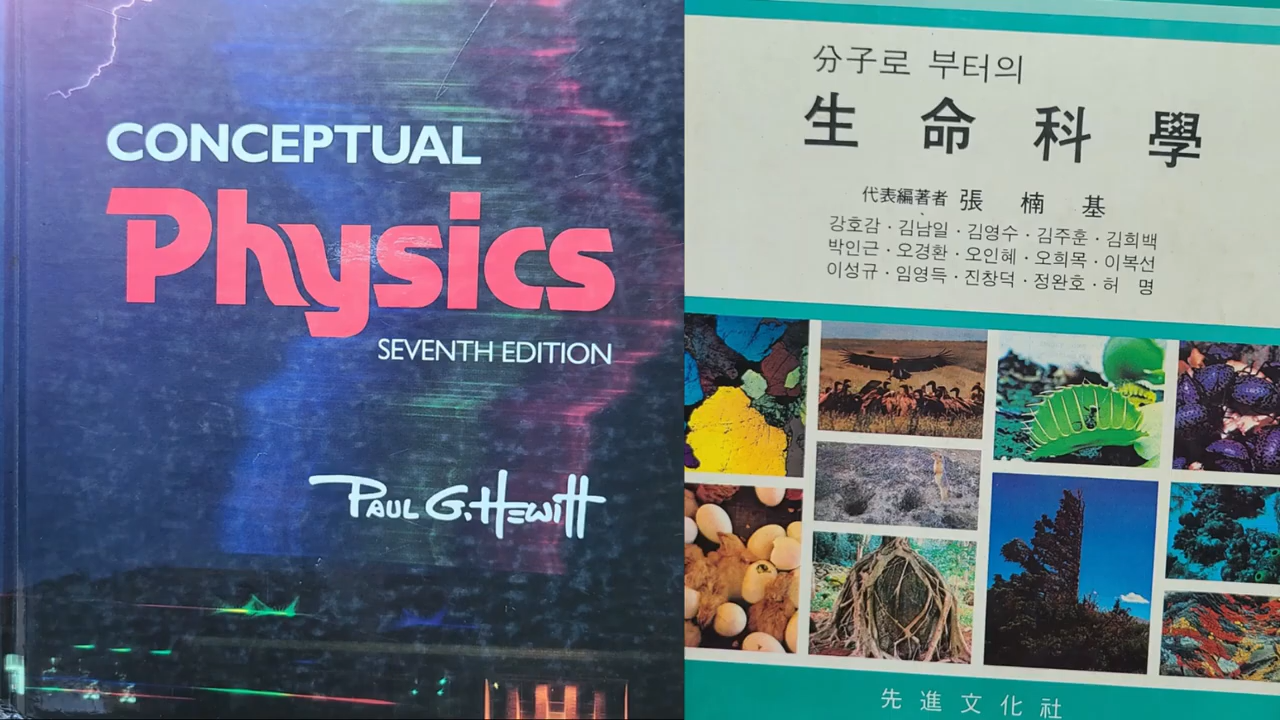 CONCEPTUAL
Physics
SEVENTH EDITION
PAUL G. HEWITT
分子로 부터의
生命科學
代表編著者 張楠基
강호감·김남일·김영수·김주훈·김희백
박인근·오경환·오인혜·오희목·이복선
이성규·임영득·진창덕·정완호·허 명
先進文化社